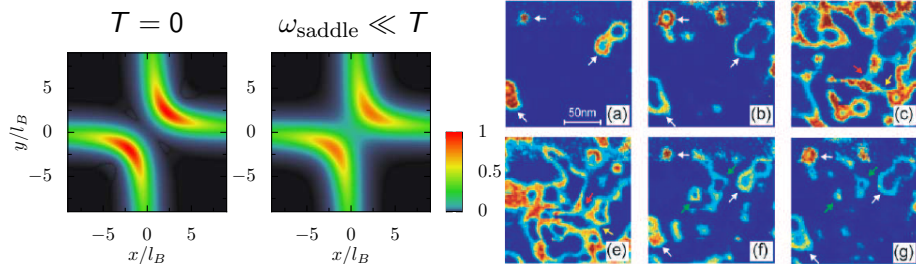 T = 0
ω_saddle ≪ T
y/l_B
5
0
−5
−5 0 5
x/l_B
−5 0 5
x/l_B
1
0.5
0
(a)
50nm
(b)
(c)
(e)
(f)
(g)